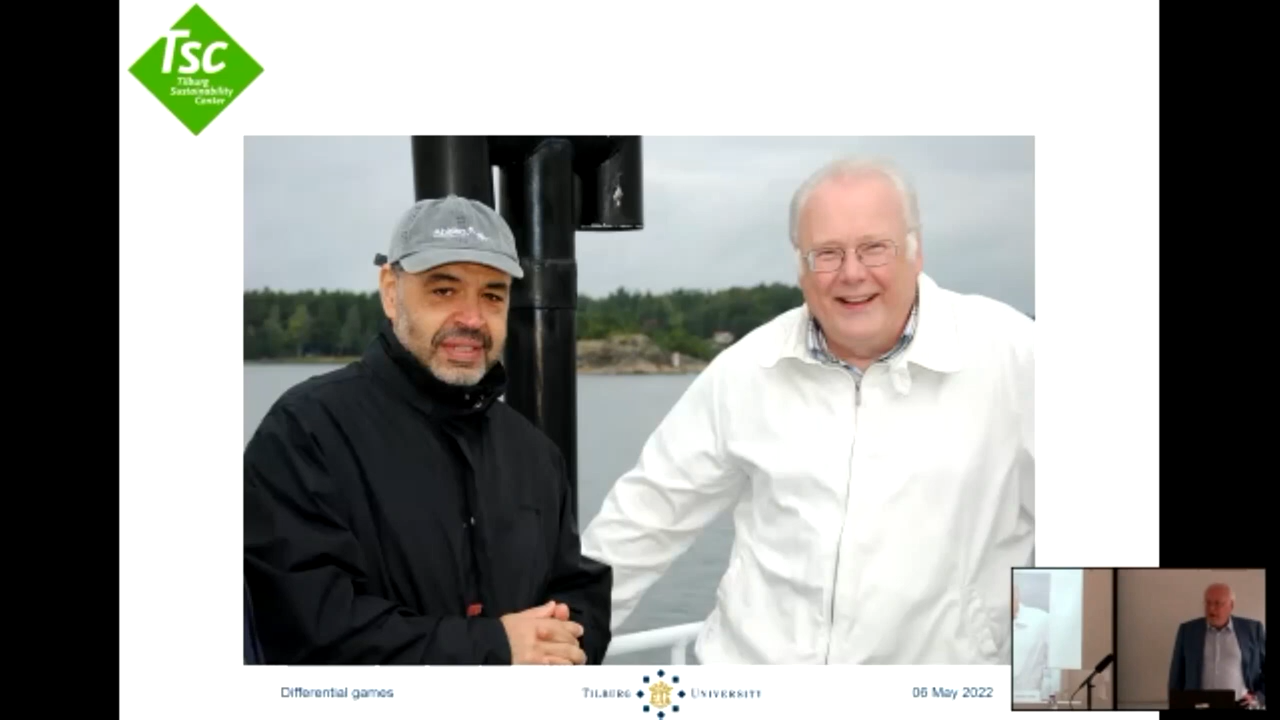 Tsc
Tilburg
Sustainability
Center
Differential games
TILBURG UNIVERSITY
06 May 2022